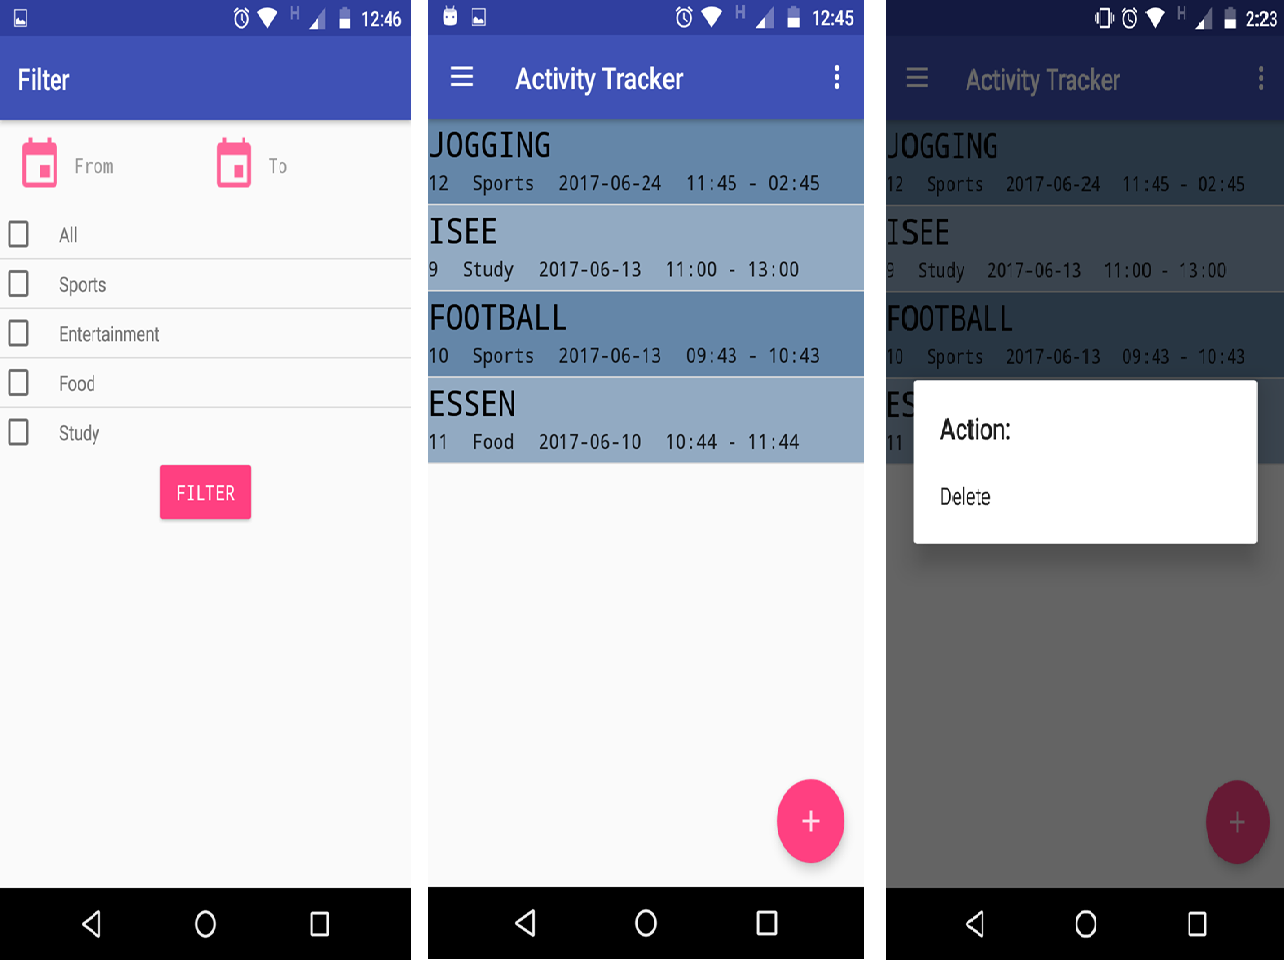 12:46
Filter
From To
All
Sports
Entertainment
Food
Study
FILTER
H 12:45
Activity Tracker
JOGGING
12 Sports 2017-06-24 11:45 - 02:45
ISEE
9 Study 2017-06-13 11:00 - 13:00
FOOTBALL
10 Sports 2017-06-13 09:43 - 10:43
ESSEN
11 Food 2017-06-10 10:44 - 11:44
+
H 2:23
Activity Tracker
JOGGING
12 Sports 2017-06-24 11:45 - 02:45
ISEE
9 Study 2017-06-13 11:00 - 13:00
FOOTBALL
10 Sports 2017-06-13 09:43 - 10:43
ES
11
Action:
Delete
+